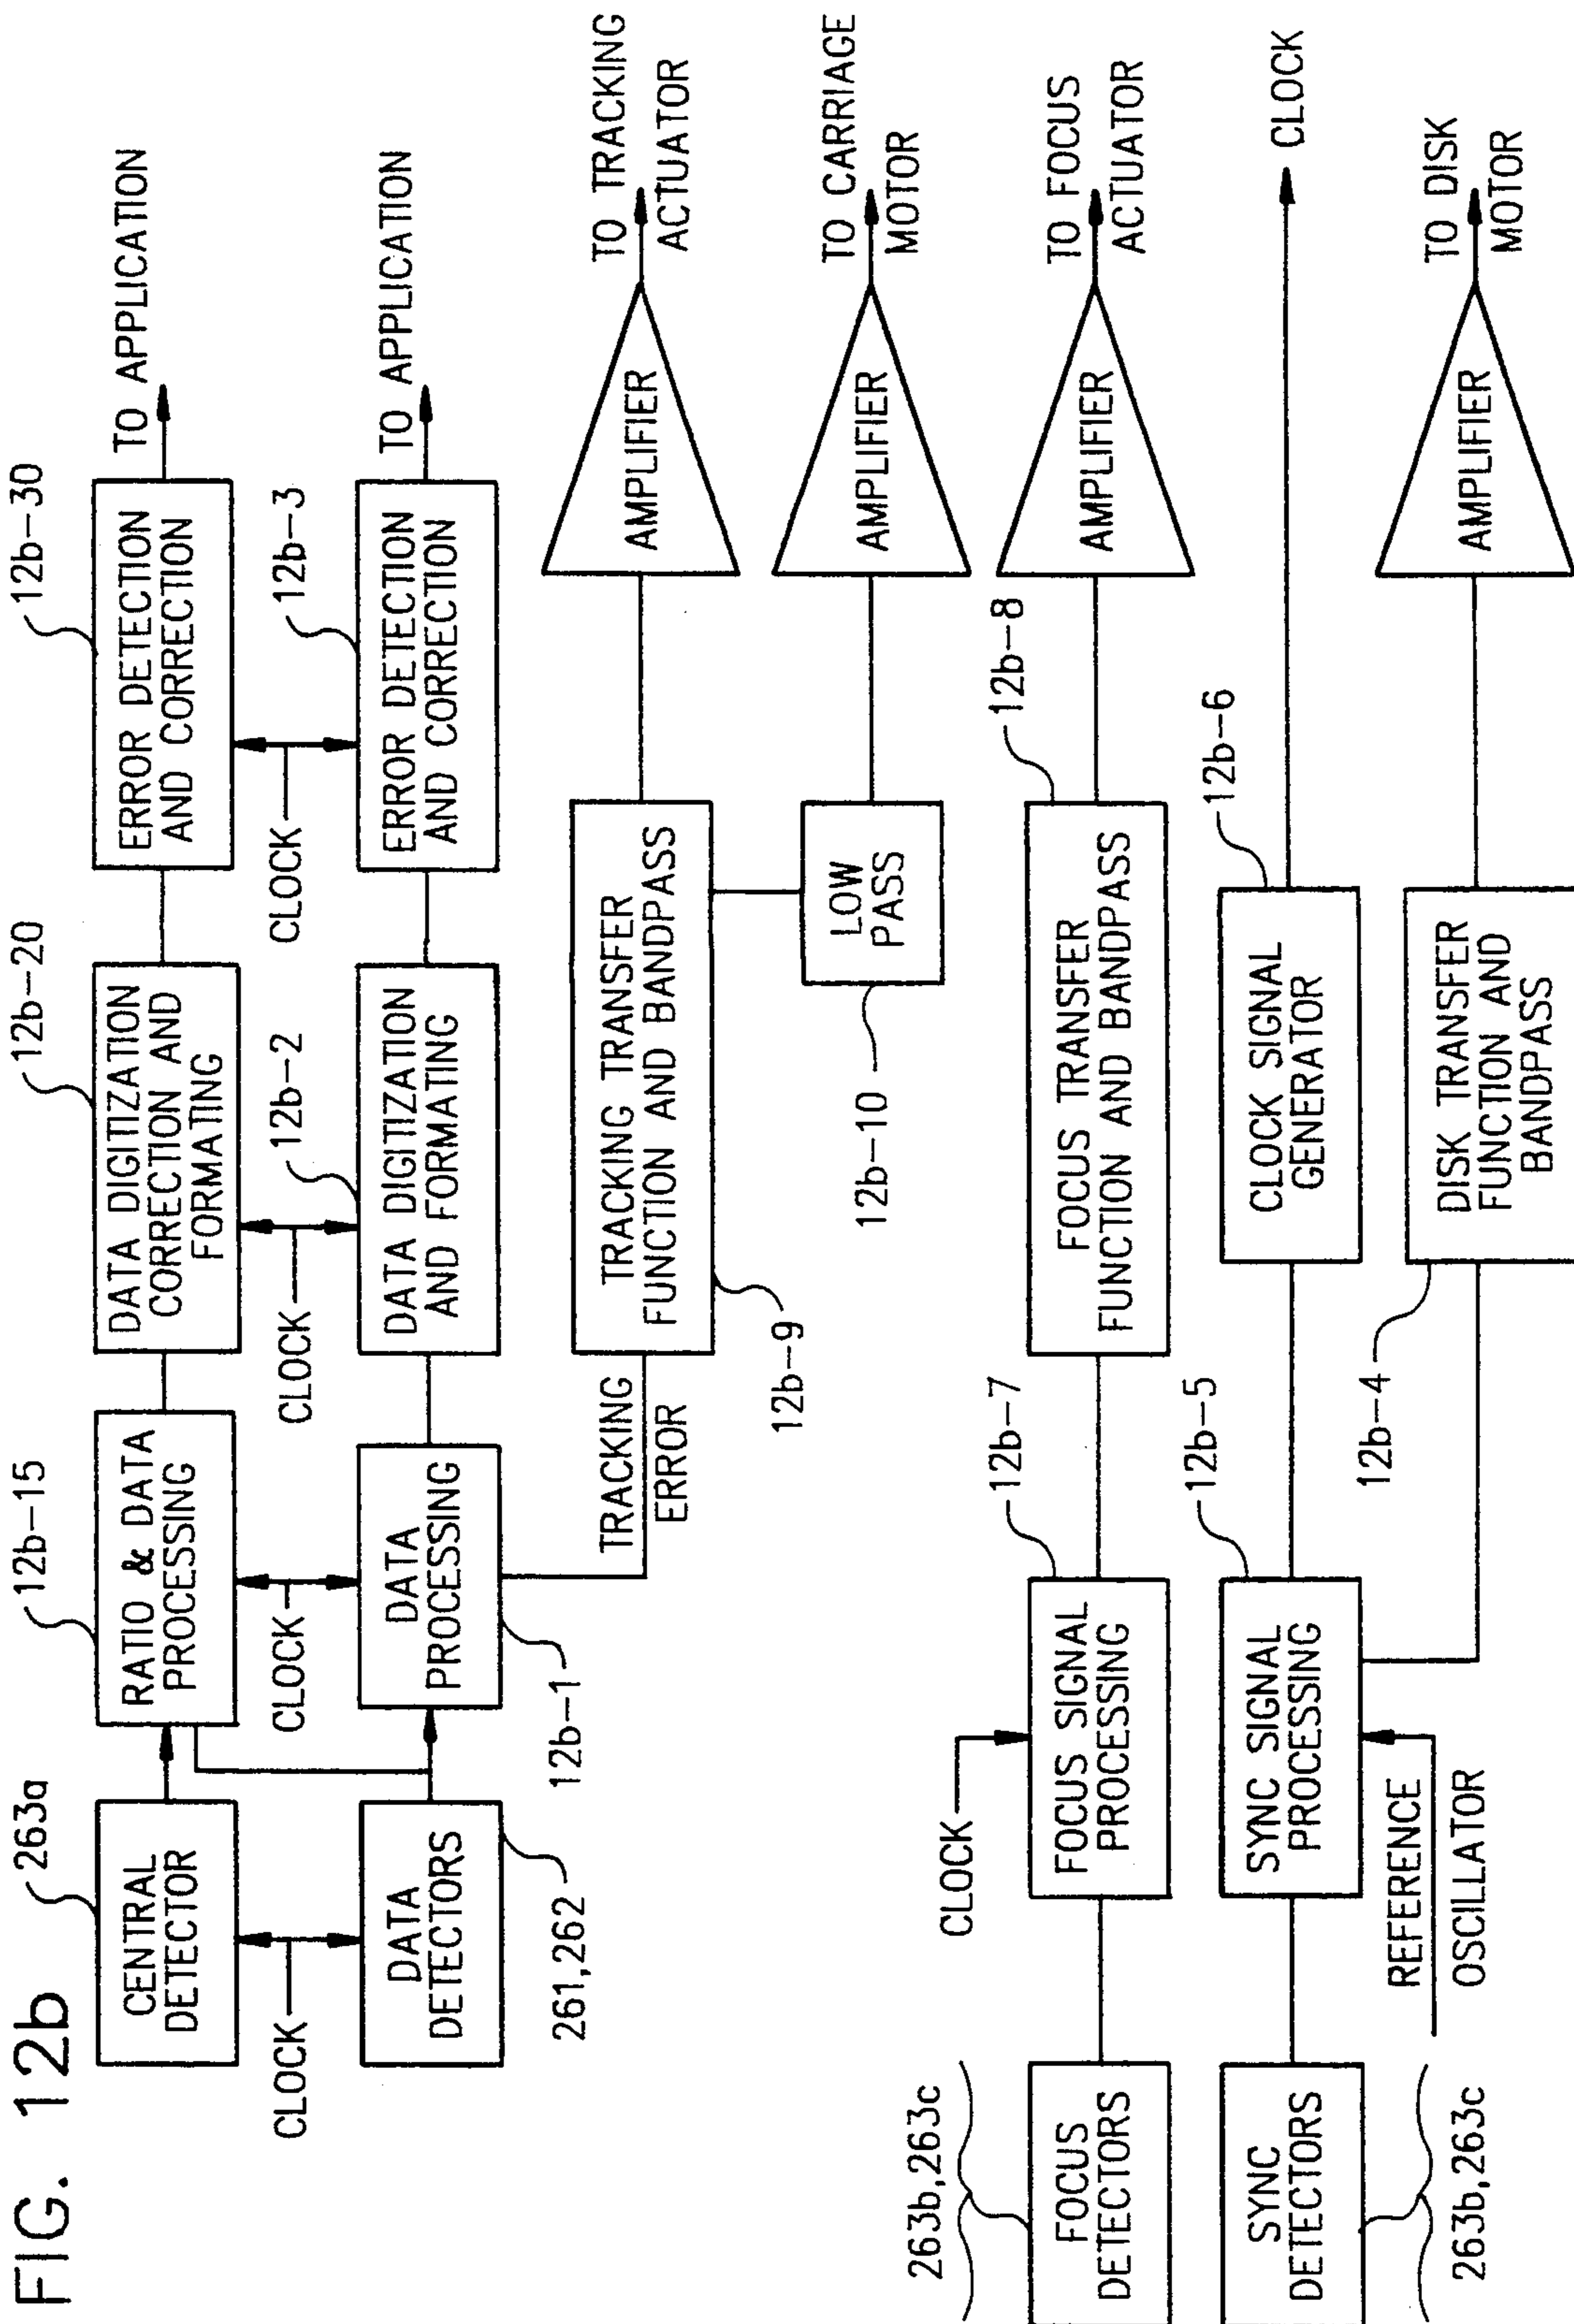 FIG. 12b
263a
12b-15
12b-20
12b-30
CENTRAL
DETECTOR
RATIO & DATA
PROCESSING
DATA DIGITIZATION
CORRECTION AND
FORMATING
ERROR DETECTION
AND CORRECTION
TO APPLICATION
CLOCK
CLOCK
CLOCK
CLOCK
12b-2
12b-3
DATA
DETECTORS
DATA
PROCESSING
DATA DIGITIZATION
AND FORMATING
ERROR DETECTION
AND CORRECTION
TO APPLICATION
261,262
12b-1
TRACKING
ERROR
TRACKING TRANSFER
FUNCTION AND BANDPASS
AMPLIFIER
TO TRACKING
ACTUATOR
12b-9
LOW
PASS
AMPLIFIER
TO CARRIAGE
MOTOR
12b-10
263b,263c
CLOCK
12b-7
12b-8
FOCUS
DETECTORS
FOCUS SIGNAL
PROCESSING
FOCUS TRANSFER
FUNCTION AND BANDPASS
AMPLIFIER
TO FOCUS
ACTUATOR
12b-5
12b-6
SYNC
DETECTORS
SYNC SIGNAL
PROCESSING
CLOCK SIGNAL
GENERATOR
CLOCK
263b,263c
REFERENCE
OSCILLATOR
12b-4
DISK TRANSFER
FUNCTION AND
BANDPASS
AMPLIFIER
TO DISK
MOTOR